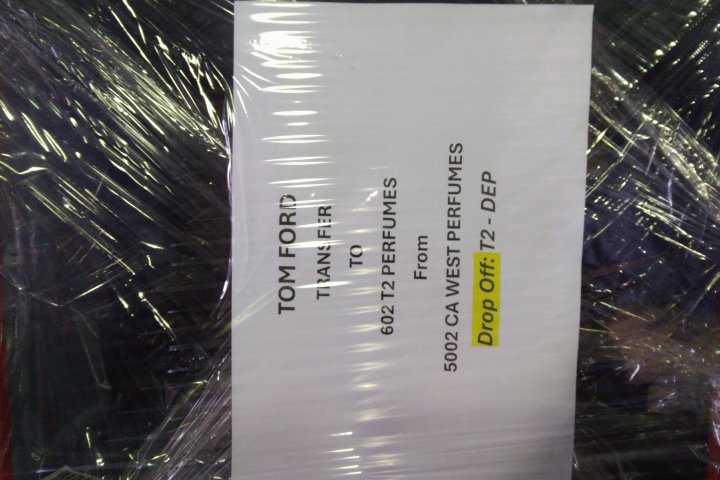 TOM FORD
TRANSFER
TO
602 T2 PERFUMES
From
5002 CA WEST PERFUMES
Drop Off: T2 - DEP